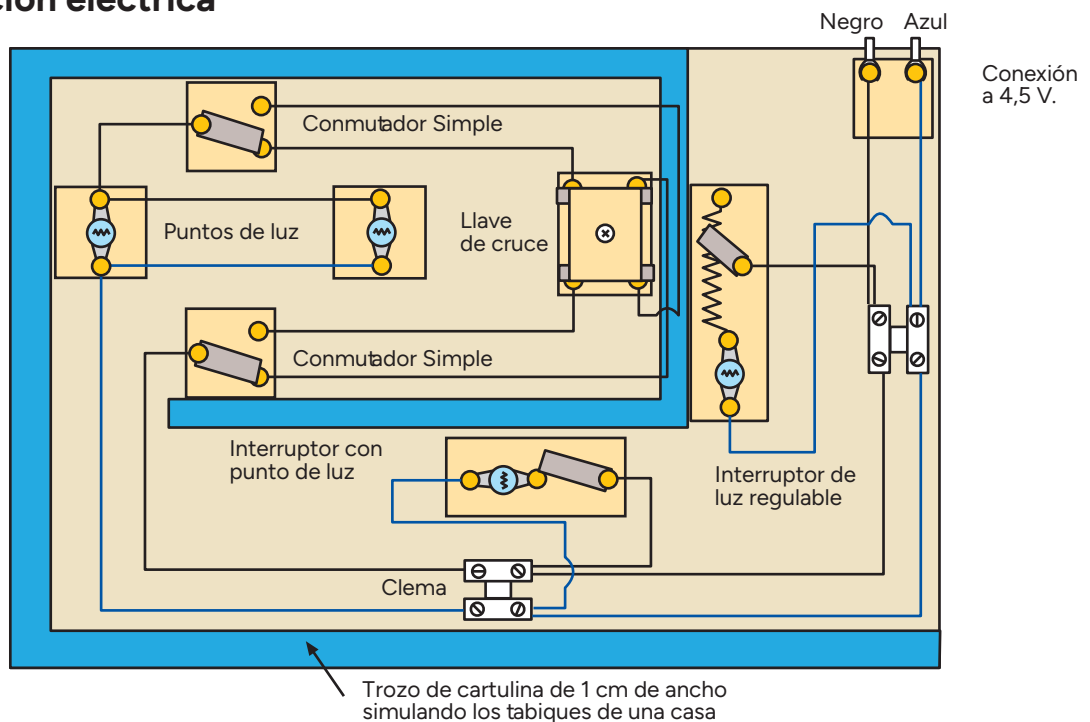 ción eléctrica
Negro Azul
Conexión
a 4,5 V.
Conmutador Simple
Puntos de luz
Llave
de cruce
Conmutador Simple
Interruptor con
punto de luz
Interruptor de
luz regulable
Clema
Trozo de cartulina de 1 cm de ancho
simulando los tabiques de una casa